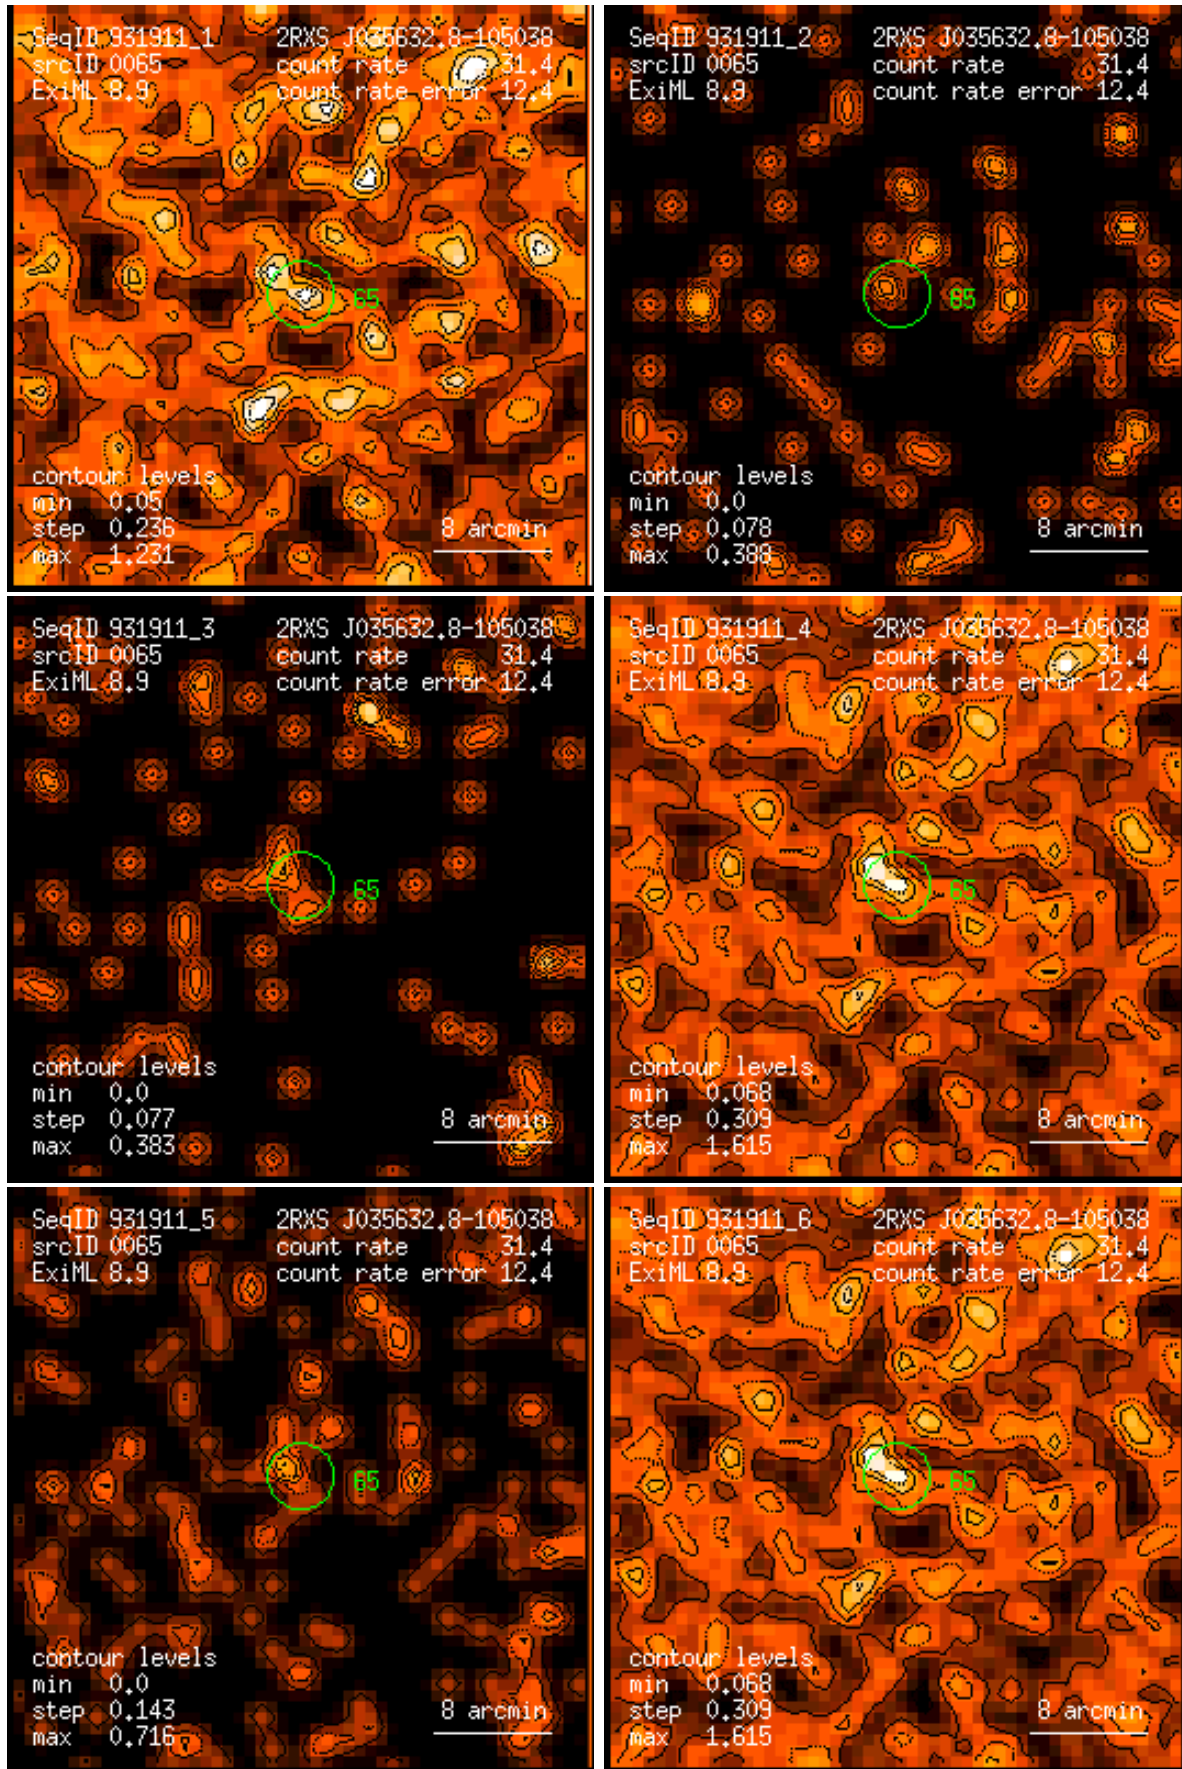 SeqID 931911_1 2RXS J035632.8-105038
srcID 0065 count rate 31.4
ExiML 8.9 count rate error 12.4
65
contour levels
min 0.05
step 0.236
max 1.231
8 arcmin
SeqID 931911_2 2RXS J035632.8-105038
srcID 0065 count rate 31.4
ExiML 8.9 count rate error 12.4
65
contour levels
min 0.0
step 0.078
max 0.388
8 arcmin
SeqID 931911_3 2RXS J035632.8-105038
srcID 0065 count rate 31.4
ExiML 8.9 count rate error 12.4
65
contour levels
min 0.0
step 0.077
max 0.383
8 arcmin
SeqID 931911_4 2RXS J035632.8-105038
srcID 0065 count rate 31.4
ExiML 8.9 count rate error 12.4
65
contour levels
min 0.068
step 0.309
max 1.615
8 arcmin
SeqID 931911_5 2RXS J035632.8-105038
srcID 0065 count rate 31.4
ExiML 8.9 count rate error 12.4
65
contour levels
min 0.0
step 0.143
max 0.716
8 arcmin
SeqID 931911_6 2RXS J035632.8-105038
srcID 0065 count rate 31.4
ExiML 8.9 count rate error 12.4
65
contour levels
min 0.068
step 0.309
max 1.615
8 arcmin